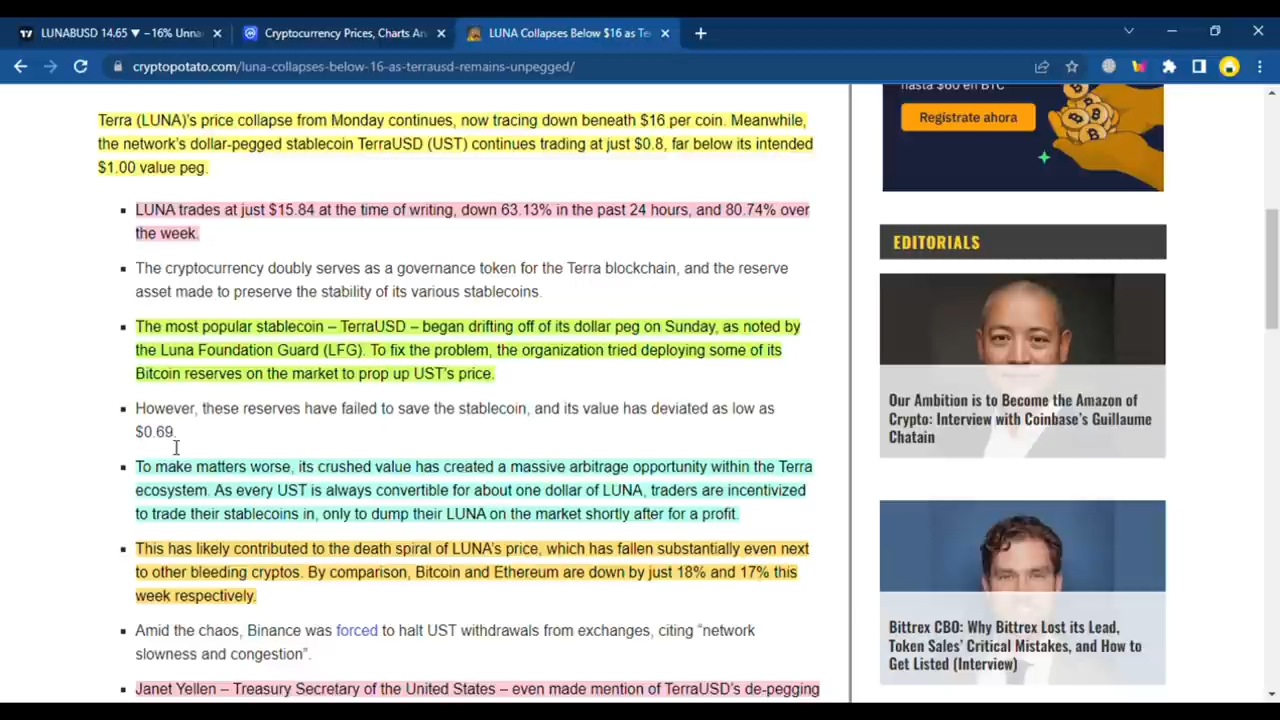 LUNABUSD 14.65 ▼ −16% Unna
Cryptocurrency Prices, Charts An
LUNA Collapses Below $16 as Te
cryptopotato.com/luna-collapses-below-16-as-terrausd-remains-unpegged/
Terra (LUNA)'s price collapse from Monday continues, now tracing down beneath $16 per coin. Meanwhile,
the network's dollar-pegged stablecoin TerraUSD (UST) continues trading at just $0.8, far below its intended
$1.00 value peg.
LUNA trades at just $15.84 at the time of writing, down 63.13% in the past 24 hours, and 80.74% over
the week.
The cryptocurrency doubly serves as a governance token for the Terra blockchain, and the reserve
asset made to preserve the stability of its various stablecoins.
The most popular stablecoin – TerraUSD – began drifting off of its dollar peg on Sunday, as noted by
the Luna Foundation Guard (LFG). To fix the problem, the organization tried deploying some of its
Bitcoin reserves on the market to prop up UST's price.
However, these reserves have failed to save the stablecoin, and its value has deviated as low as
$0.69.
To make matters worse, its crushed value has created a massive arbitrage opportunity within the Terra
ecosystem. As every UST is always convertible for about one dollar of LUNA, traders are incentivized
to trade their stablecoins in, only to dump their LUNA on the market shortly after for a profit.
This has likely contributed to the death spiral of LUNA's price, which has fallen substantially even next
to other bleeding cryptos. By comparison, Bitcoin and Ethereum are down by just 18% and 17% this
week respectively.
Amid the chaos, Binance was forced to halt UST withdrawals from exchanges, citing “network
slowness and congestion”.
Janet Yellen – Treasury Secretary of the United States – even made mention of TerraUSD's de-pegging
hasta $60 en BTC
Regístrate ahora
EDITORIALS
Our Ambition is to Become the Amazon of
Crypto: Interview with Coinbase's Guillaume
Chatain
Bittrex CBO: Why Bittrex Lost its Lead,
Token Sales' Critical Mistakes, and How to
Get Listed (Interview)